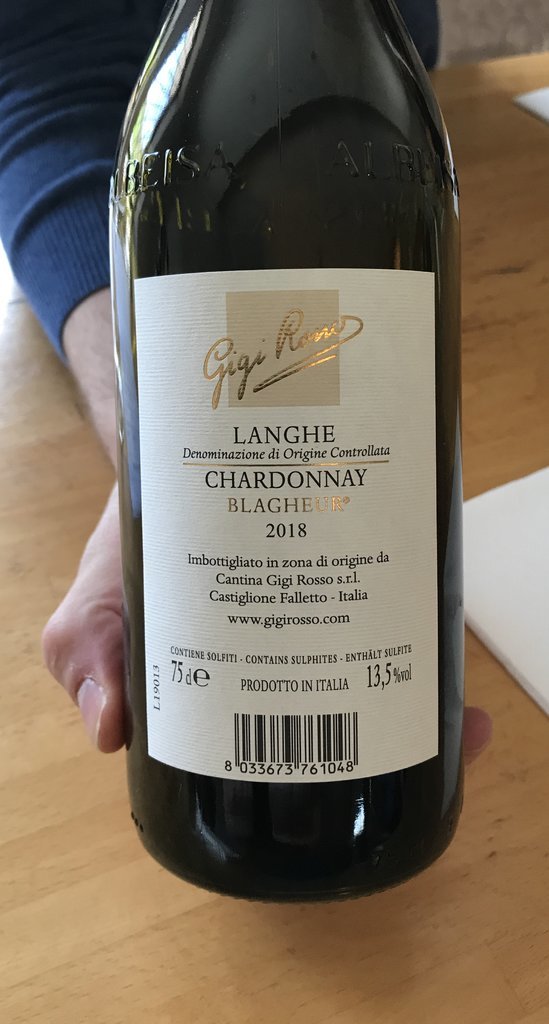 ALBEISA ALBE
Gigi Rosso
LANGHE
Denominazione di Origine Controllata
CHARDONNAY
BLAGHEUR®
2018
Imbottigliato in zona di origine da
Cantina Gigi Rosso s.r.l.
Castiglione Falletto - Italia
www.gigirosso.com
CONTIENE SOLFITI - CONTAINS SULPHITES - ENTHÄLT SULFITE
75 cl e PRODOTTO IN ITALIA 13,5 %vol
L19013
8 033673 761048